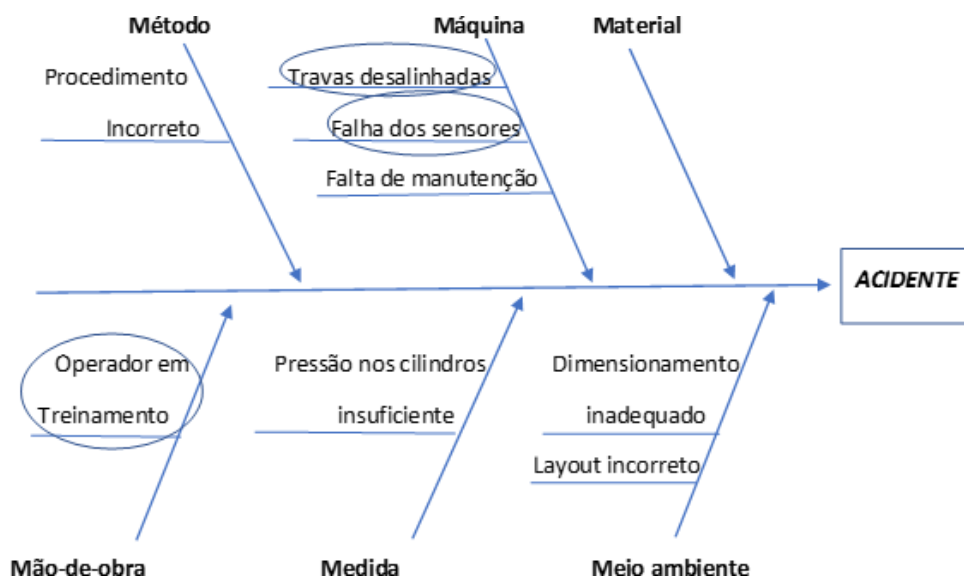 Método
Máquina
Material
Procedimento
Incorreto
Travas desalinhadas
Falha dos sensores
Falta de manutenção
ACIDENTE
Operador em
Treinamento
Pressão nos cilindros
insuficiente
Dimensionamento
inadequado
Layout incorreto
Mão-de-obra
Medida
Meio ambiente